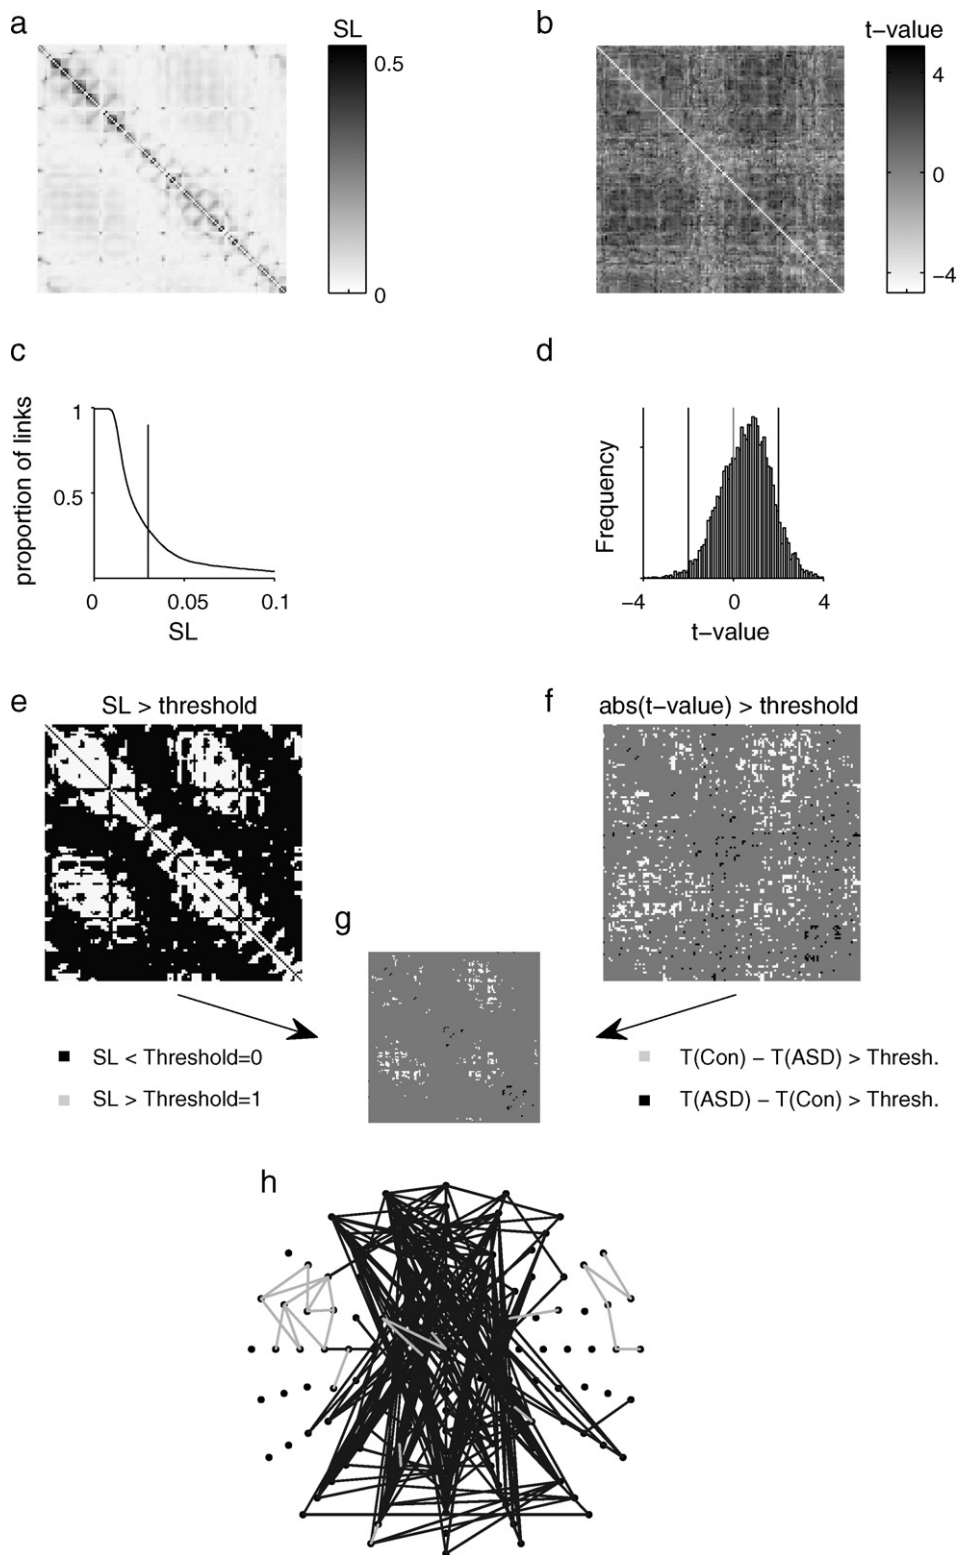 a
SL
0.5
0
b
t−value
4
0
−4
c
proportion of links
1
0.5
0
0.05
0.1
SL
d
Frequency
−4
0
4
t−value
e
SL > threshold
f
abs(t−value) > threshold
g
SL < Threshold=0
SL > Threshold=1
T(Con) − T(ASD) > Thresh.
T(ASD) − T(Con) > Thresh.
h